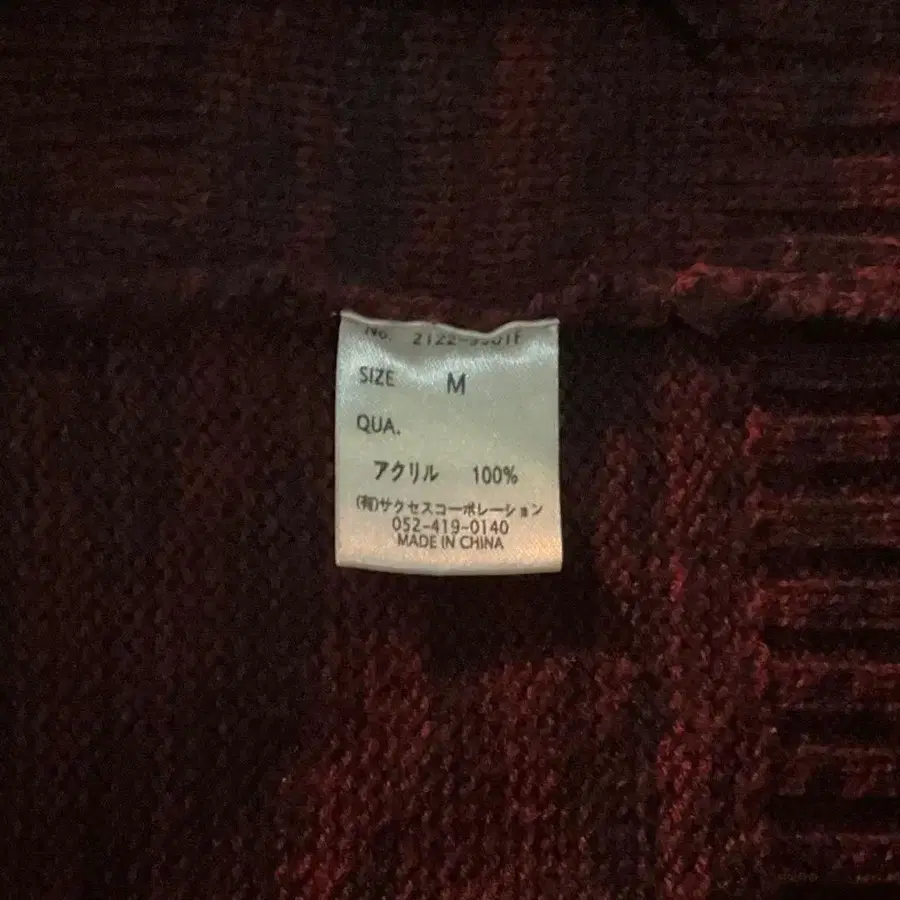 No.
SIZE M
QUA.
アクリル 100%
(有)サクセスコーポレーション
052-419-0140
MADE IN CHINA